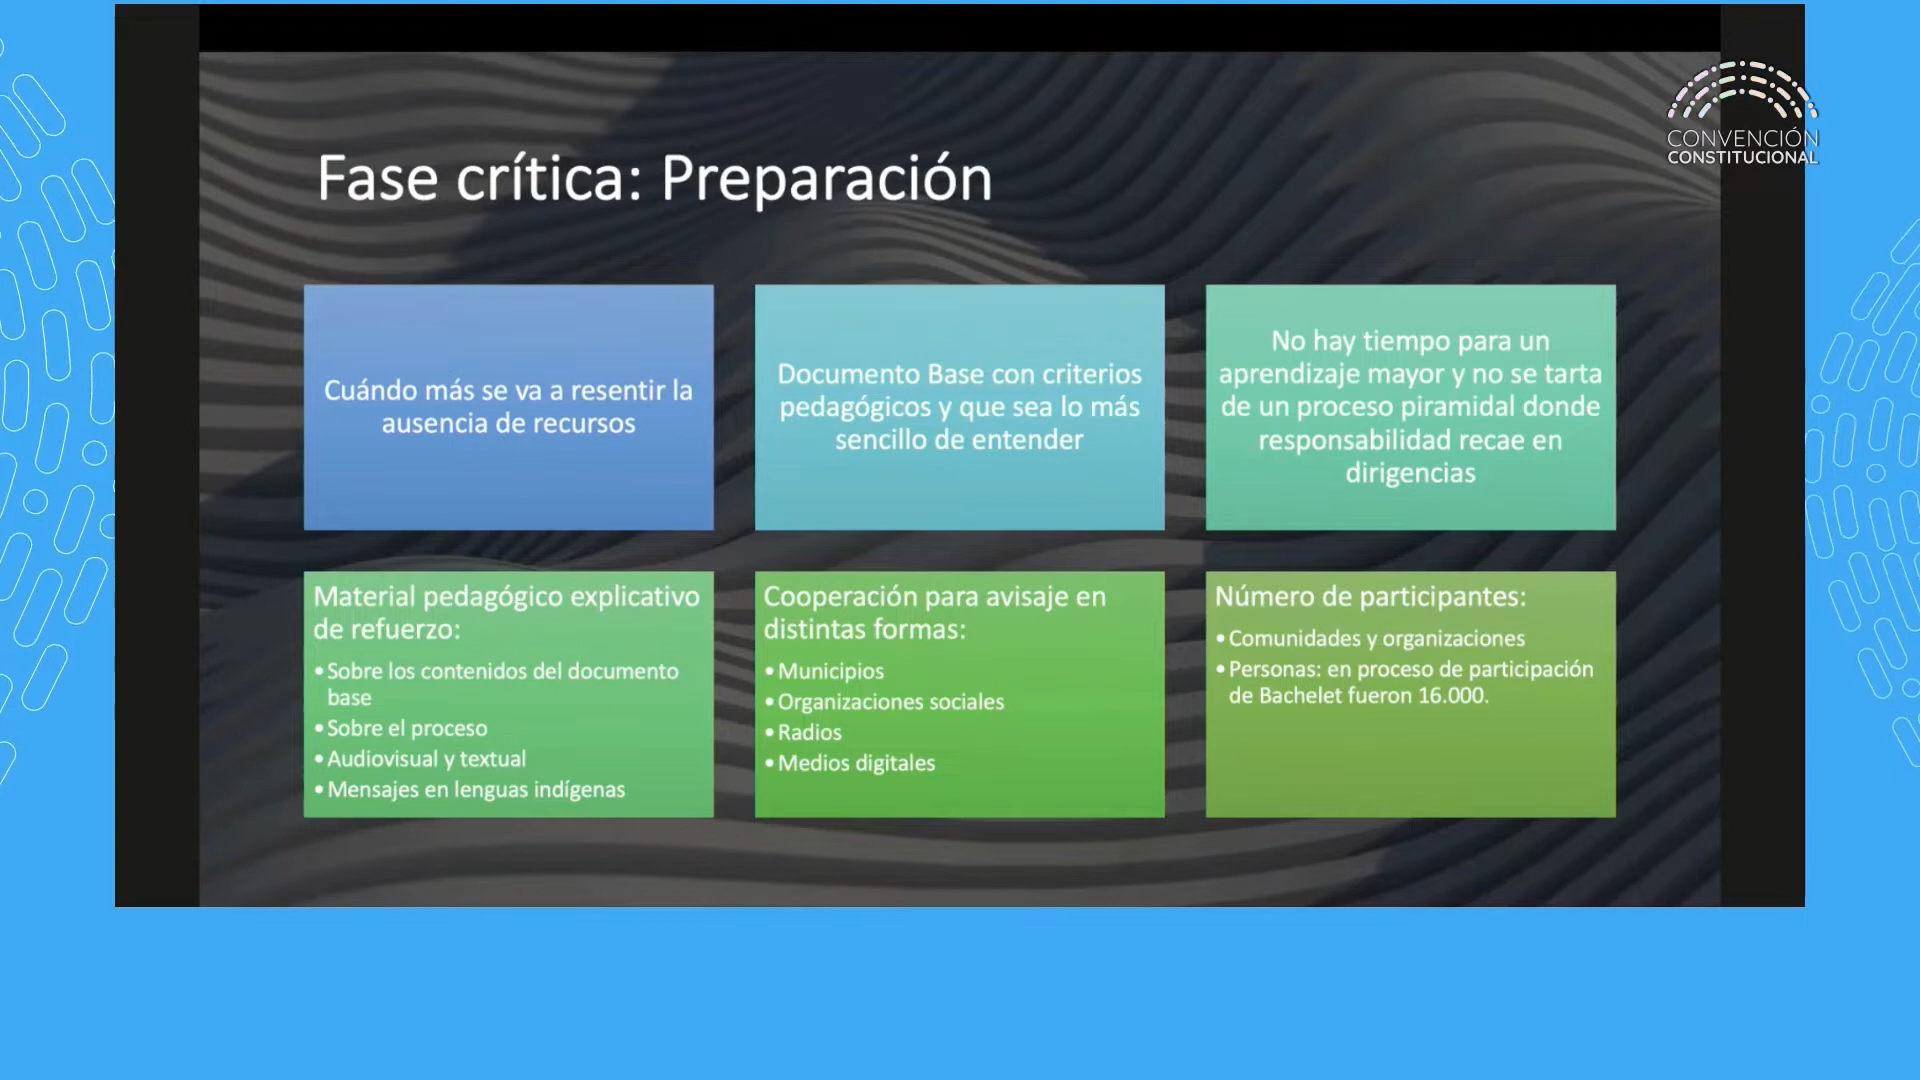 CONVENCIÓN
CONSTITUCIONAL
Fase crítica: Preparación
Cuándo más se va a resentir la
ausencia de recursos
Documento Base con criterios
pedagógicos y que sea lo más
sencillo de entender
No hay tiempo para un
aprendizaje mayor y no se tarta
de un proceso piramidal donde
responsabilidad recae en
dirigencias
Material pedagógico explicativo
de refuerzo:
• Sobre los contenidos del documento
base
• Sobre el proceso
• Audiovisual y textual
• Mensajes en lenguas indígenas
Cooperación para avisaje en
distintas formas:
• Municipios
• Organizaciones sociales
• Radios
• Medios digitales
Número de participantes:
• Comunidades y organizaciones
• Personas: en proceso de participación
de Bachelet fueron 16.000.